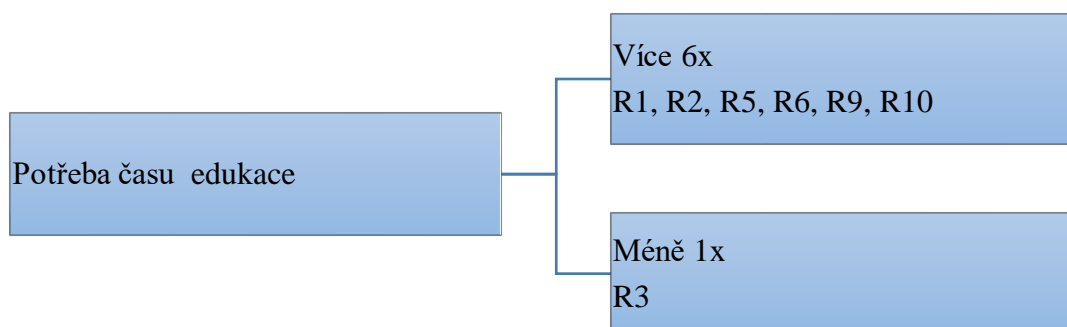 Potřeba času  edukace
Více 6x
R1, R2, R5, R6, R9, R10
Méně 1x
R3